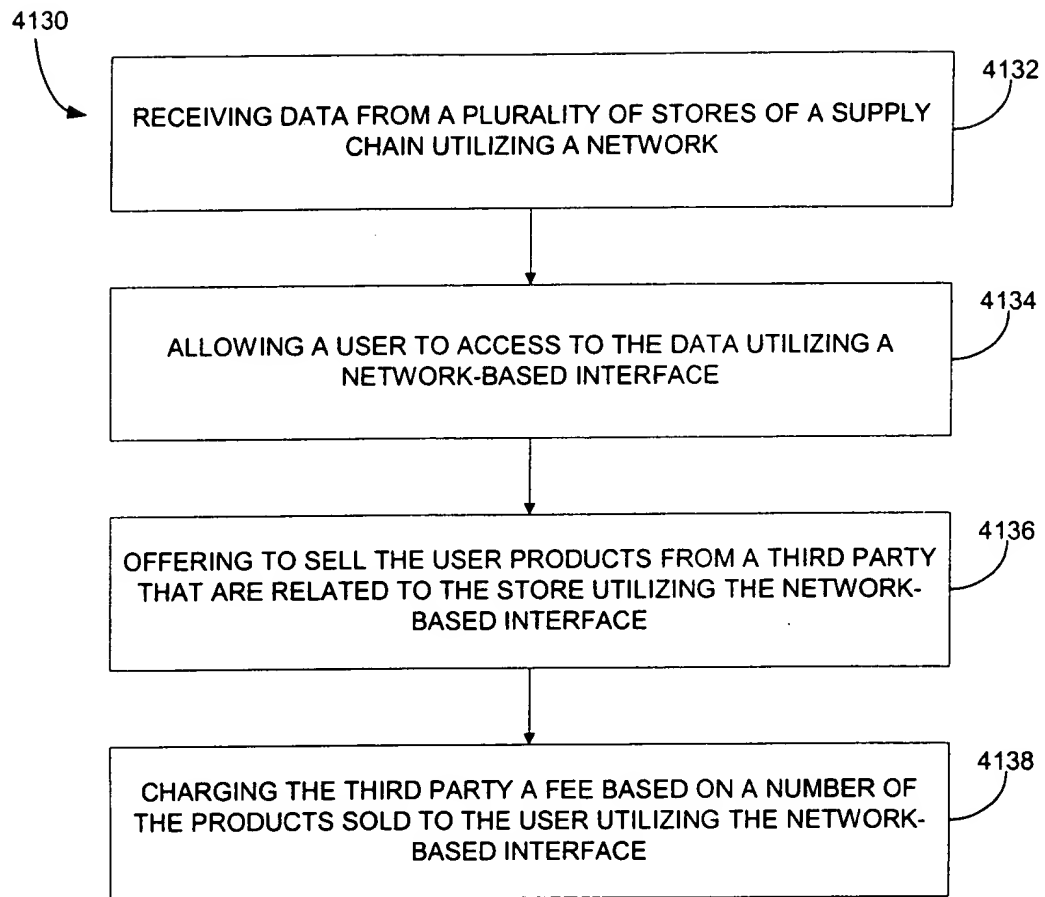 4130
4132
RECEIVING DATA FROM A PLURALITY OF STORES OF A SUPPLY
CHAIN UTILIZING A NETWORK
4134
ALLOWING A USER TO ACCESS TO THE DATA UTILIZING A
NETWORK-BASED INTERFACE
4136
OFFERING TO SELL THE USER PRODUCTS FROM A THIRD PARTY
THAT ARE RELATED TO THE STORE UTILIZING THE NETWORK-
BASED INTERFACE
4138
CHARGING THE THIRD PARTY A FEE BASED ON A NUMBER OF
THE PRODUCTS SOLD TO THE USER UTILIZING THE NETWORK-
BASED INTERFACE